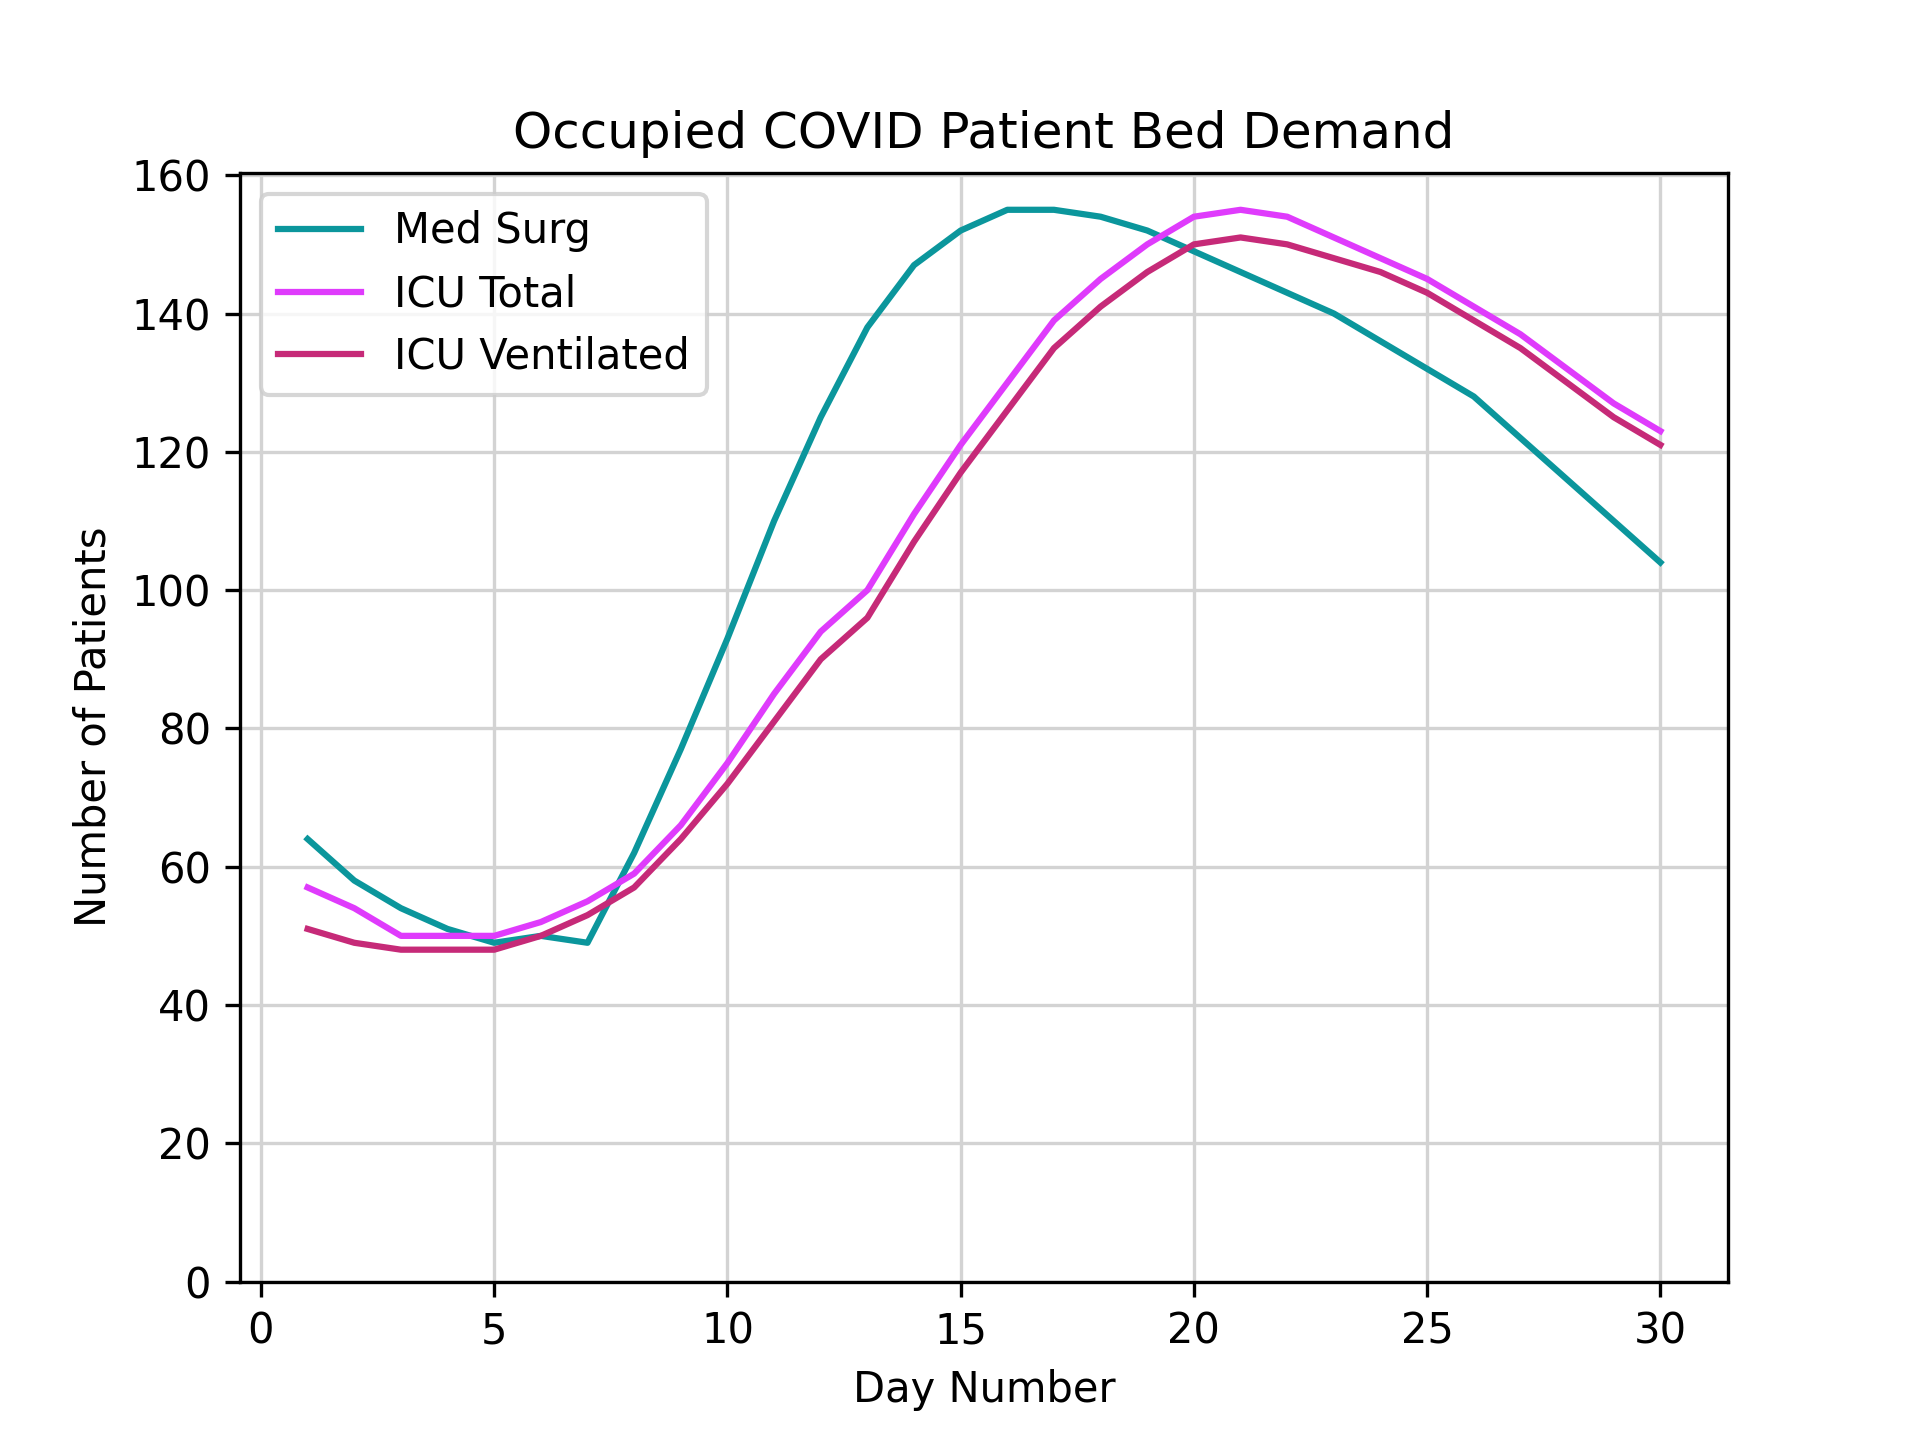 Occupied COVID Patient Bed Demand
Med Surg
ICU Total
ICU Ventilated
Number of Patients
160
140
120
100
80
60
40
20
0
0 5 10 15 20 25 30
Day Number